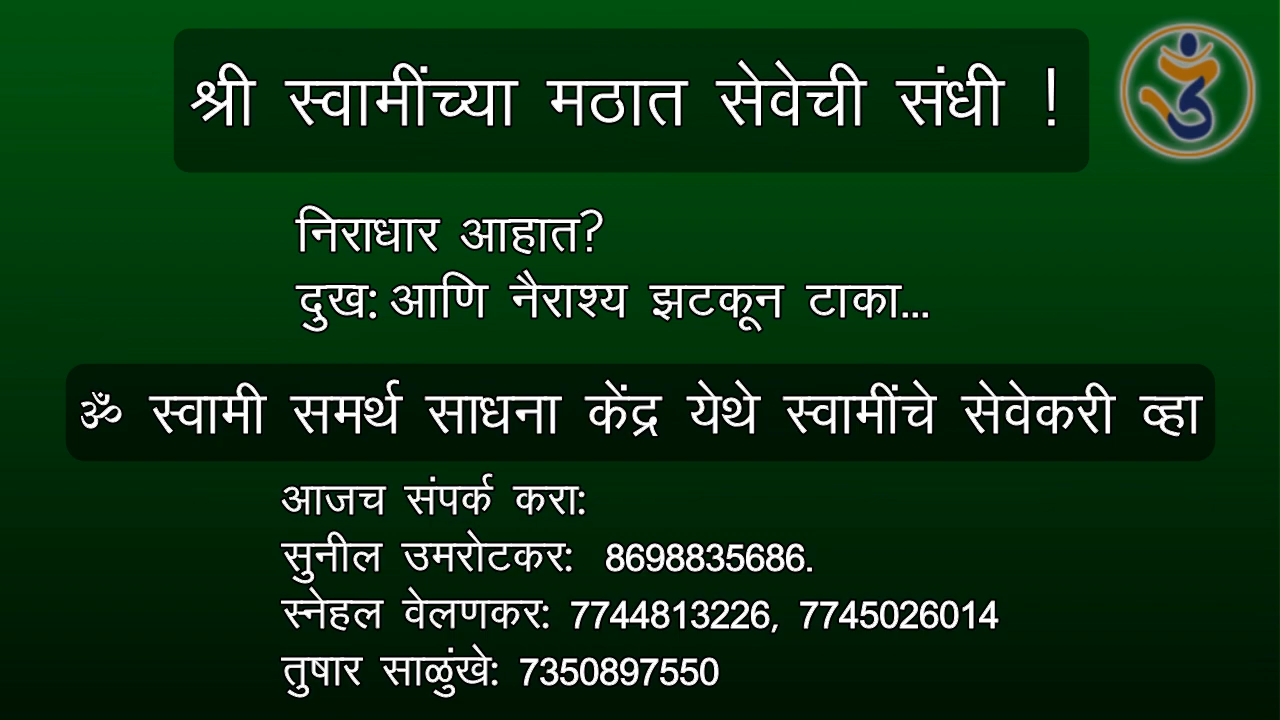 श्री स्वामींच्या मठात सेवेची संधी !
निराधार आहात?
दुख: आणि नैराश्य झटकून टाका...
ॐ स्वामी समर्थ साधना केंद्र येथे स्वामींचे सेवेकरी व्हा
आजच संपर्क करा:
सुनील उमरोटकर: 8698835686.
स्नेहल वेलणकर: 7744813226, 7745026014
तुषार साळुंखे: 7350897550